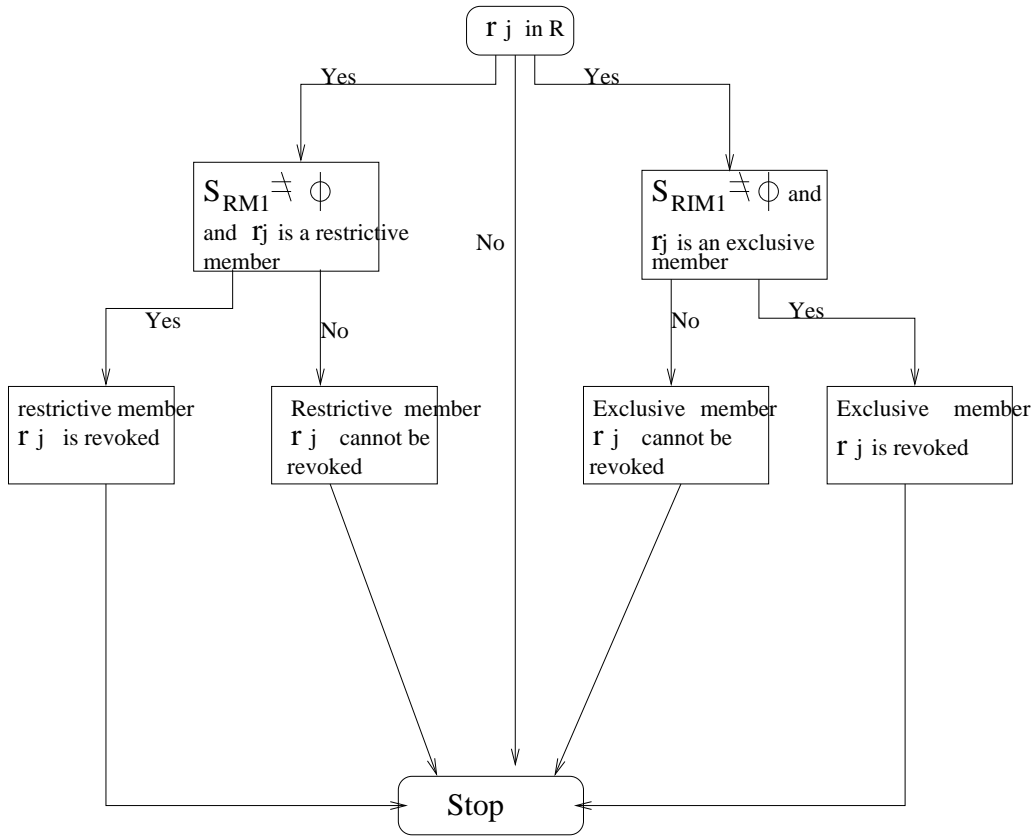 r j in R
Yes
S_RM1 ≠ ϕ
and rj is a restrictive
member
No
S_RIM1 ≠ ϕ and
rj is an exclusive
member
Yes
No
No
Yes
restrictive member
r j is revoked
Restrictive member
r j cannot be
revoked
Exclusive member
r j cannot be
revoked
Exclusive member
r j is revoked
Stop